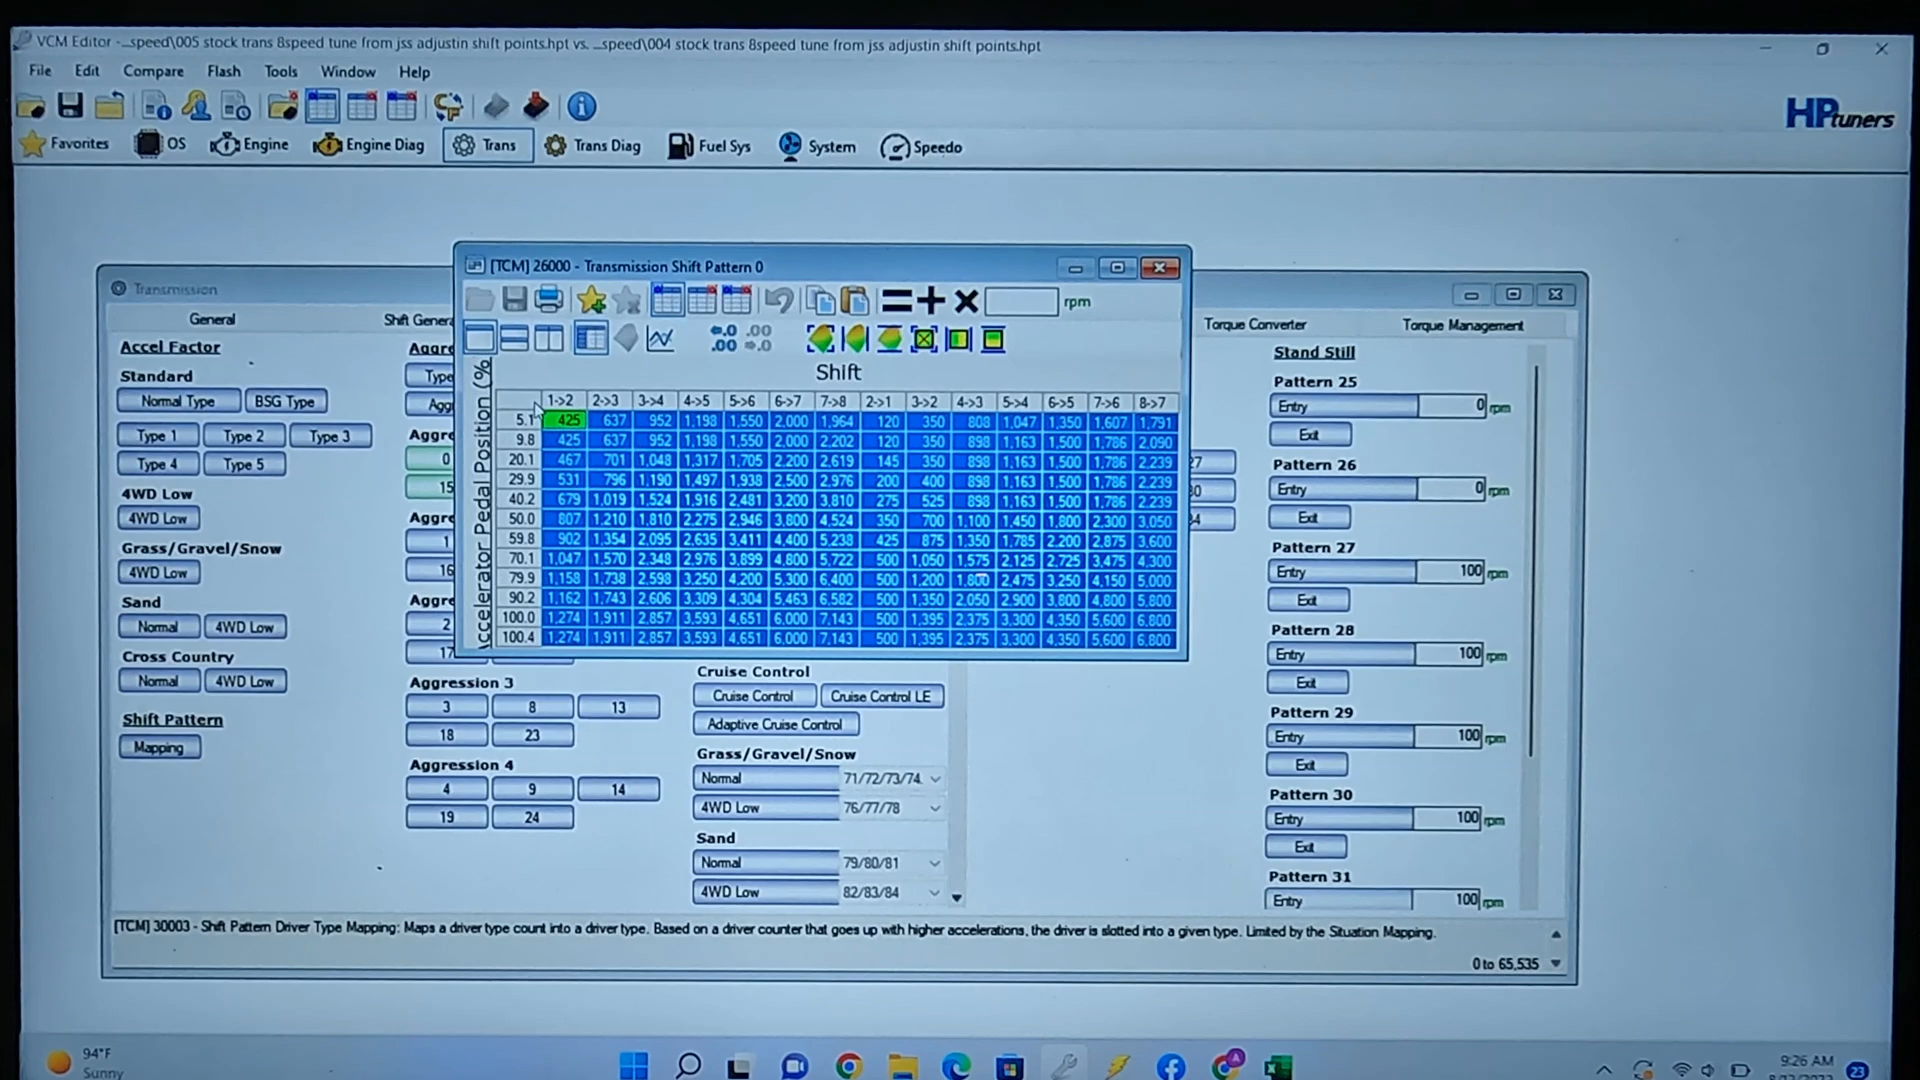 VCM Editor -..._speed\005 stock trans 8speed tune from jss adjustin shift points.hpt vs. ..._speed\004 stock trans 8speed tune from jss adjustin shift points.hpt
File Edit Compare Flash Tools Window Help
HPtuners
Favorites OS Engine Engine Diag Trans Trans Diag Fuel Sys System Speedo
[TCM] 26000 - Transmission Shift Pattern 0
rpm
Shift
Accelerator Pedal Position (%
1->2 2->3 3->4 4->5 5->6 6->7 7->8 2->1 3->2 4->3 5->4 6->5 7->6 8->7
5.1 425 637 952 1,198 1,550 2,000 1,964 120 350 808 1,047 1,350 1,607 1,791
9.8 425 637 952 1,198 1,550 2,000 2,202 120 350 898 1,163 1,500 1,786 2,090
20.1 467 701 1,048 1,317 1,705 2,200 2,619 145 350 898 1,163 1,500 1,786 2,239
29.9 531 796 1,190 1,497 1,938 2,500 2,976 200 400 898 1,163 1,500 1,786 2,239
40.2 679 1,019 1,524 1,916 2,481 3,200 3,810 275 525 898 1,163 1,500 1,786 2,239
50.0 807 1,210 1,810 2,275 2,946 3,800 4,524 350 700 1,100 1,450 1,800 2,300 3,050
59.8 902 1,354 2,095 2,635 3,411 4,400 5,238 425 875 1,350 1,785 2,200 2,875 3,600
70.1 1,047 1,570 2,348 2,976 3,899 4,800 5,722 500 1,050 1,575 2,125 2,725 3,475 4,300
79.9 1,158 1,738 2,598 3,250 4,200 5,300 6,400 500 1,200 1,800 2,475 3,250 4,150 5,000
90.2 1,162 1,743 2,606 3,309 4,304 5,463 6,582 500 1,350 2,050 2,900 3,800 4,800 5,800
100.0 1,274 1,911 2,857 3,593 4,651 6,000 7,143 500 1,395 2,375 3,300 4,350 5,600 6,800
100.4 1,274 1,911 2,857 3,593 4,651 6,000 7,143 500 1,395 2,375 3,300 4,350 5,600 6,800
Transmission
General Shift Gener Torque Converter Torque Management
Accel Factor
Standard
Normal Type BSG Type
Type 1 Type 2 Type 3
Type 4 Type 5
4WD Low
4WD Low
Grass/Gravel/Snow
4WD Low
Sand
Normal 4WD Low
Cross Country
Normal 4WD Low
Shift Pattern
Mapping
Aggre
Type
Agg
Aggre
0
15
Aggre
1
16
Aggre
2
17
Aggression 3
3 8 13
18 23
Aggression 4
4 9 14
19 24
Cruise Control
Cruise Control Cruise Control LE
Adaptive Cruise Control
Grass/Gravel/Snow
Normal 71/72/73/74
4WD Low 76/77/78
Sand
Normal 79/80/81
4WD Low 82/83/84
27
30
34
Stand Still
Pattern 25
Entry 0 rpm
Exit
Pattern 26
Entry 0 rpm
Exit
Pattern 27
Entry 100 rpm
Exit
Pattern 28
Entry 100 rpm
Exit
Pattern 29
Entry 100 rpm
Exit
Pattern 30
Entry 100 rpm
Exit
Pattern 31
Entry 100 rpm
[TCM] 30003 - Shift Pattern Driver Type Mapping: Maps a driver type count into a driver type. Based on a driver counter that goes up with higher accelerations, the driver is slotted into a given type. Limited by the Situation Mapping.
0 to 65,535
94°F
Sunny
9:26 AM
23